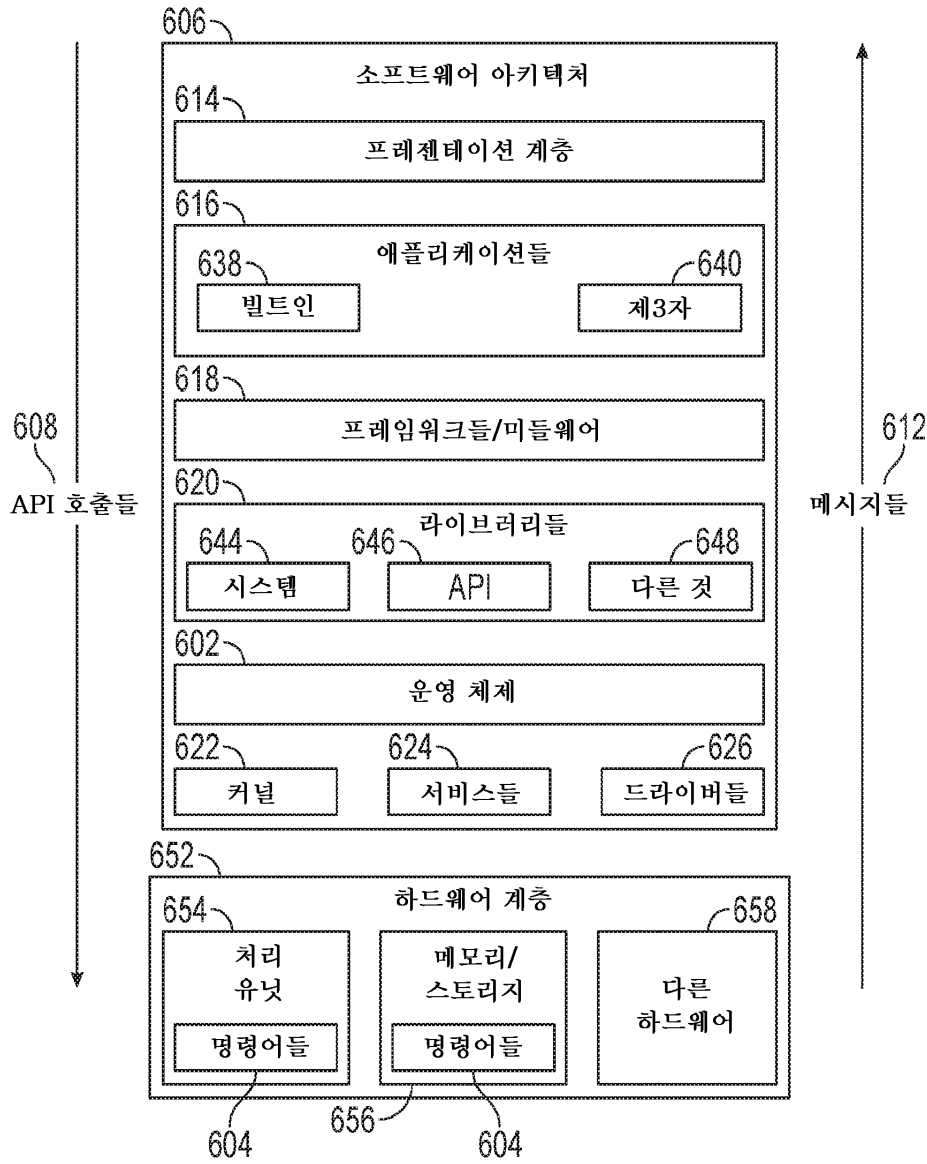 606
소프트웨어 아키텍처
614
프레젠테이션 계층
616
애플리케이션들
638
640
빌트인
제3자
618
프레임워크들/미들웨어
608
API 호출들
612
메시지들
620
라이브러리들
644
646
648
시스템
API
다른 것
602
운영 체제
622
624
626
커널
서비스들
드라이버들
652
하드웨어 계층
654
658
처리
유닛
명령어들
메모리/
스토리지
명령어들
다른
하드웨어
604
656
604